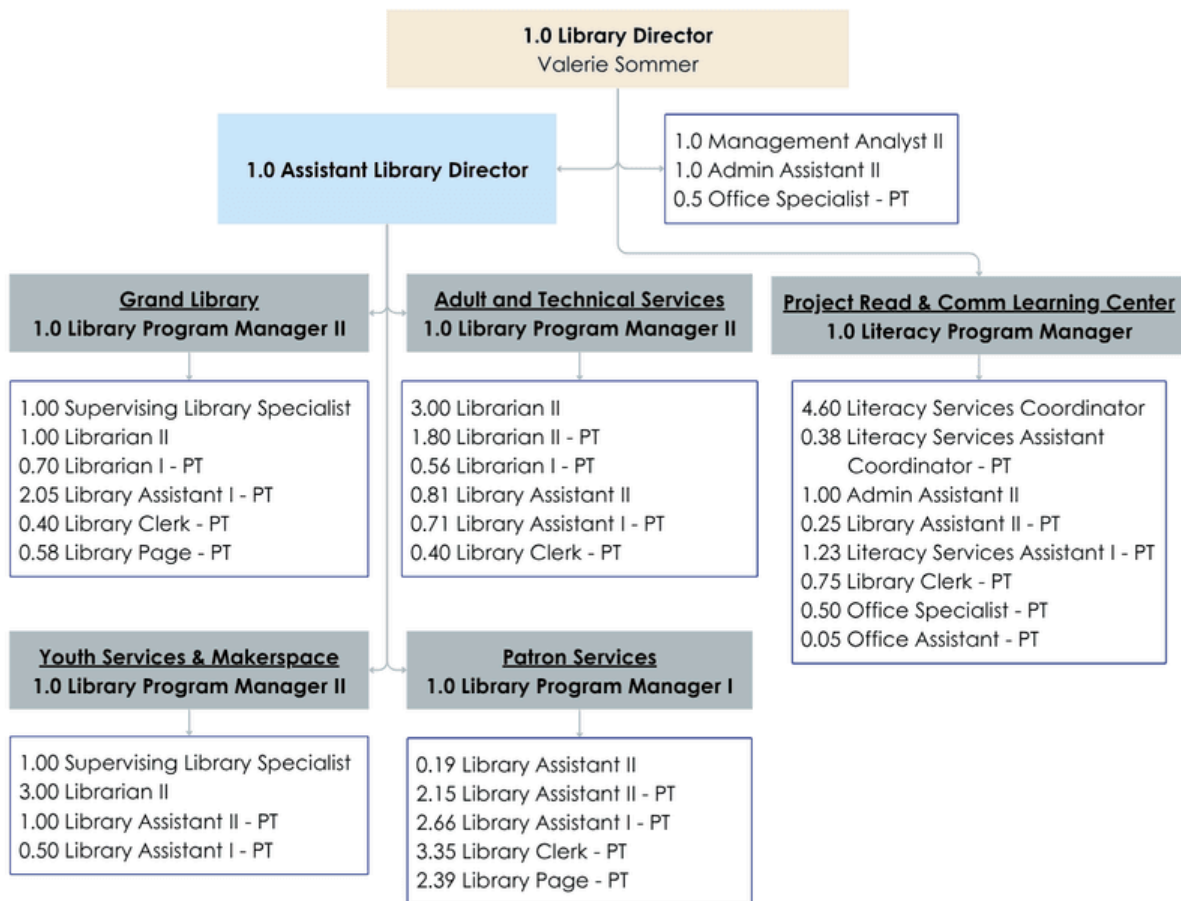 1.0 Library Director
Valerie Sommer
1.0 Assistant Library Director
1.0 Management Analyst II
1.0 Admin Assistant II
0.5 Office Specialist - PT
Grand Library
1.0 Library Program Manager II
1.00 Supervising Library Specialist
1.00 Librarian II
0.70 Librarian I - PT
2.05 Library Assistant I - PT
0.40 Library Clerk - PT
0.58 Library Page - PT
Adult and Technical Services
1.0 Library Program Manager II
3.00 Librarian II
1.80 Librarian II - PT
0.56 Librarian I - PT
0.81 Library Assistant II
0.71 Library Assistant I - PT
0.40 Library Clerk - PT
Project Read & Comm Learning Center
1.0 Literacy Program Manager
4.60 Literacy Services Coordinator
0.38 Literacy Services Assistant
Coordinator - PT
1.00 Admin Assistant II
0.25 Library Assistant II - PT
1.23 Literacy Services Assistant I - PT
0.75 Library Clerk - PT
0.50 Office Specialist - PT
0.05 Office Assistant - PT
Youth Services & Makerspace
1.0 Library Program Manager II
1.00 Supervising Library Specialist
3.00 Librarian II
1.00 Library Assistant II - PT
0.50 Library Assistant I - PT
Patron Services
1.0 Library Program Manager I
0.19 Library Assistant II
2.15 Library Assistant II - PT
2.66 Library Assistant I - PT
3.35 Library Clerk - PT
2.39 Library Page - PT